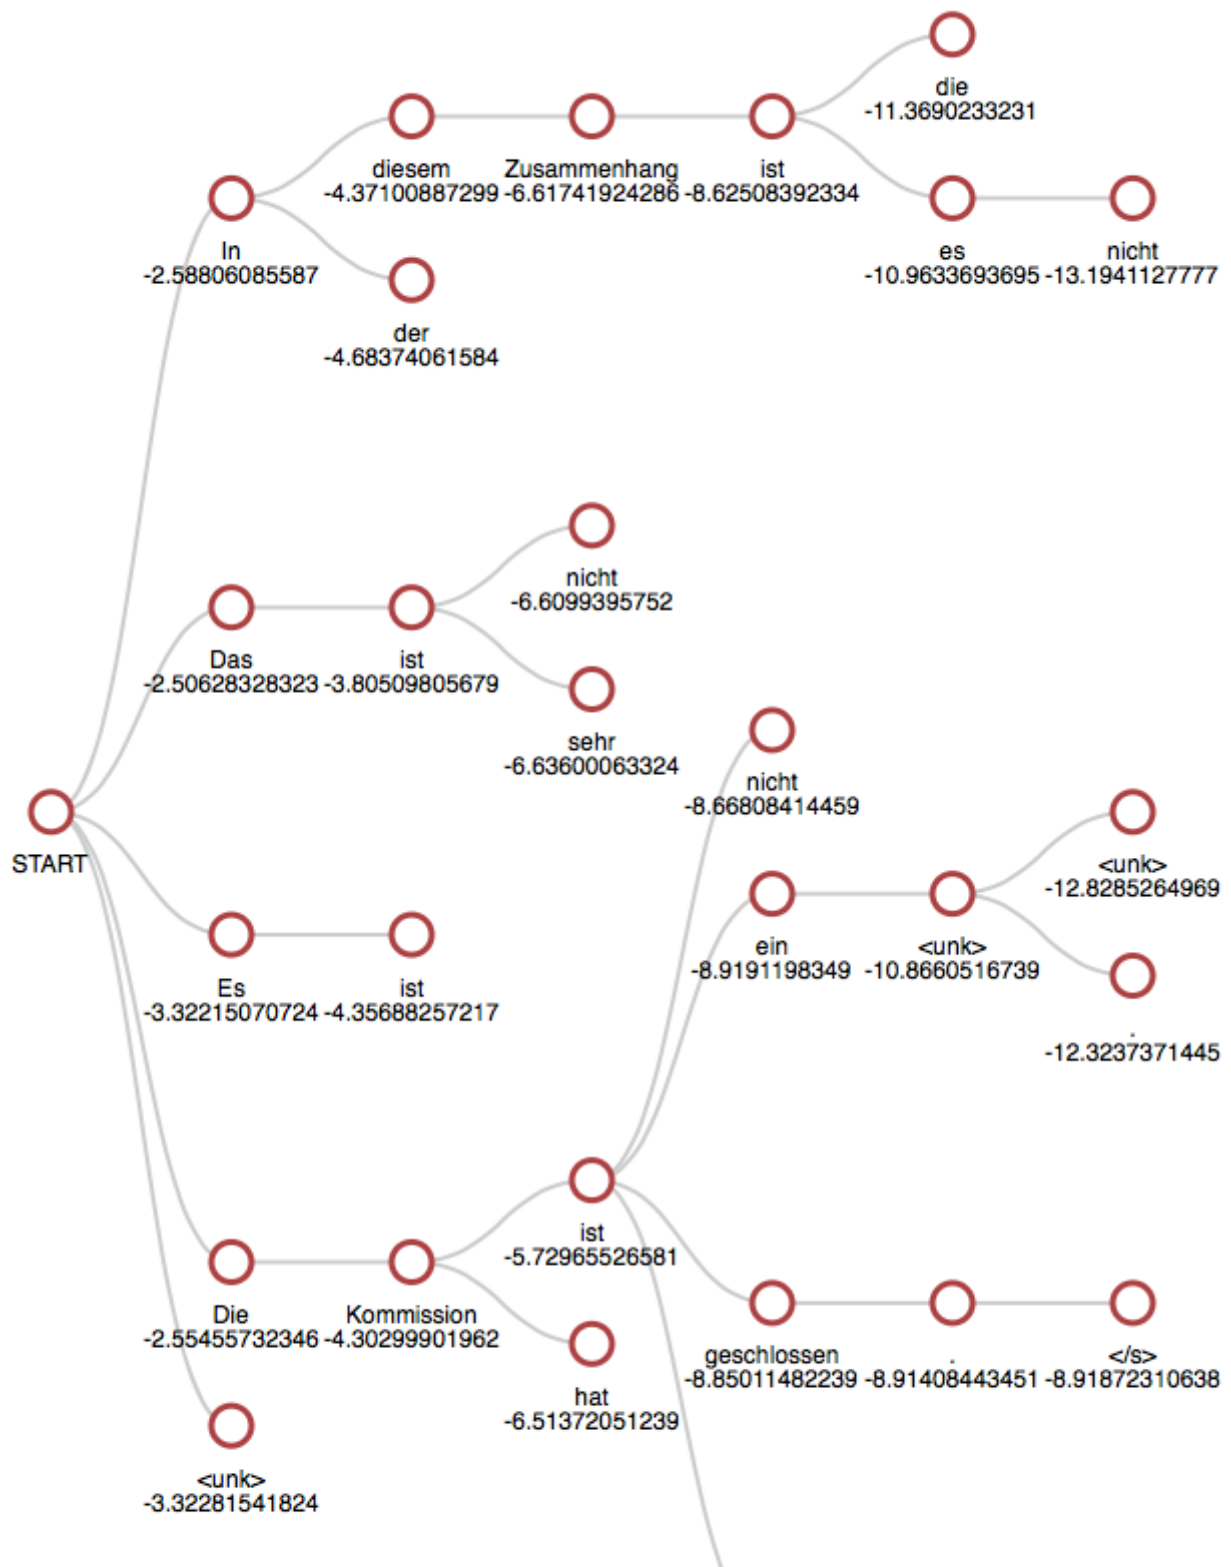 die
-11.3690233231
diesem Zusammenhang ist
-4.37100887299 -6.61741924286 -8.62508392334
In es nicht
-2.58806085587 -10.9633693695 -13.1941127777
der
-4.68374061584
nicht
-6.6099395752
Das ist
-2.50628328323 -3.80509805679
sehr
-6.63600063324
nicht
-8.66808414459
START <unk>
-12.8285264969
ein <unk>
-8.9191198349 -10.8660516739
Es ist
-3.32215070724 -4.35688257217
.
-12.3237371445
ist
-5.72965526581
Die Kommission
-2.55455732346 -4.30299901962
geschlossen . </s>
-8.85011482239 -8.91408443451 -8.91872310638
hat
-6.51372051239
<unk>
-3.32281541824